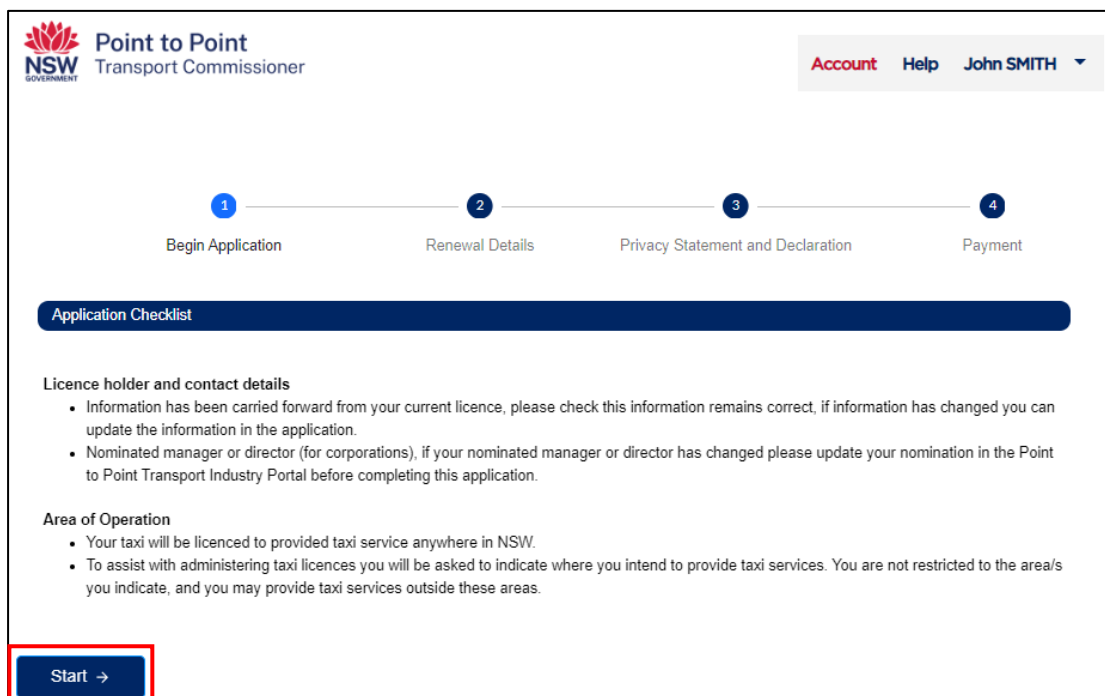 Point to Point
NSW Transport Commissioner
GOVERNMENT
Account Help John SMITH
1 2 3 4
Begin Application Renewal Details Privacy Statement and Declaration Payment
Application Checklist
Licence holder and contact details
• Information has been carried forward from your current licence, please check this information remains correct, if information has changed you can
update the information in the application.
• Nominated manager or director (for corporations), if your nominated manager or director has changed please update your nomination in the Point
to Point Transport Industry Portal before completing this application.
Area of Operation
• Your taxi will be licenced to provided taxi service anywhere in NSW.
• To assist with administering taxi licences you will be asked to indicate where you intend to provide taxi services. You are not restricted to the area/s
you indicate, and you may provide taxi services outside these areas.
Start →